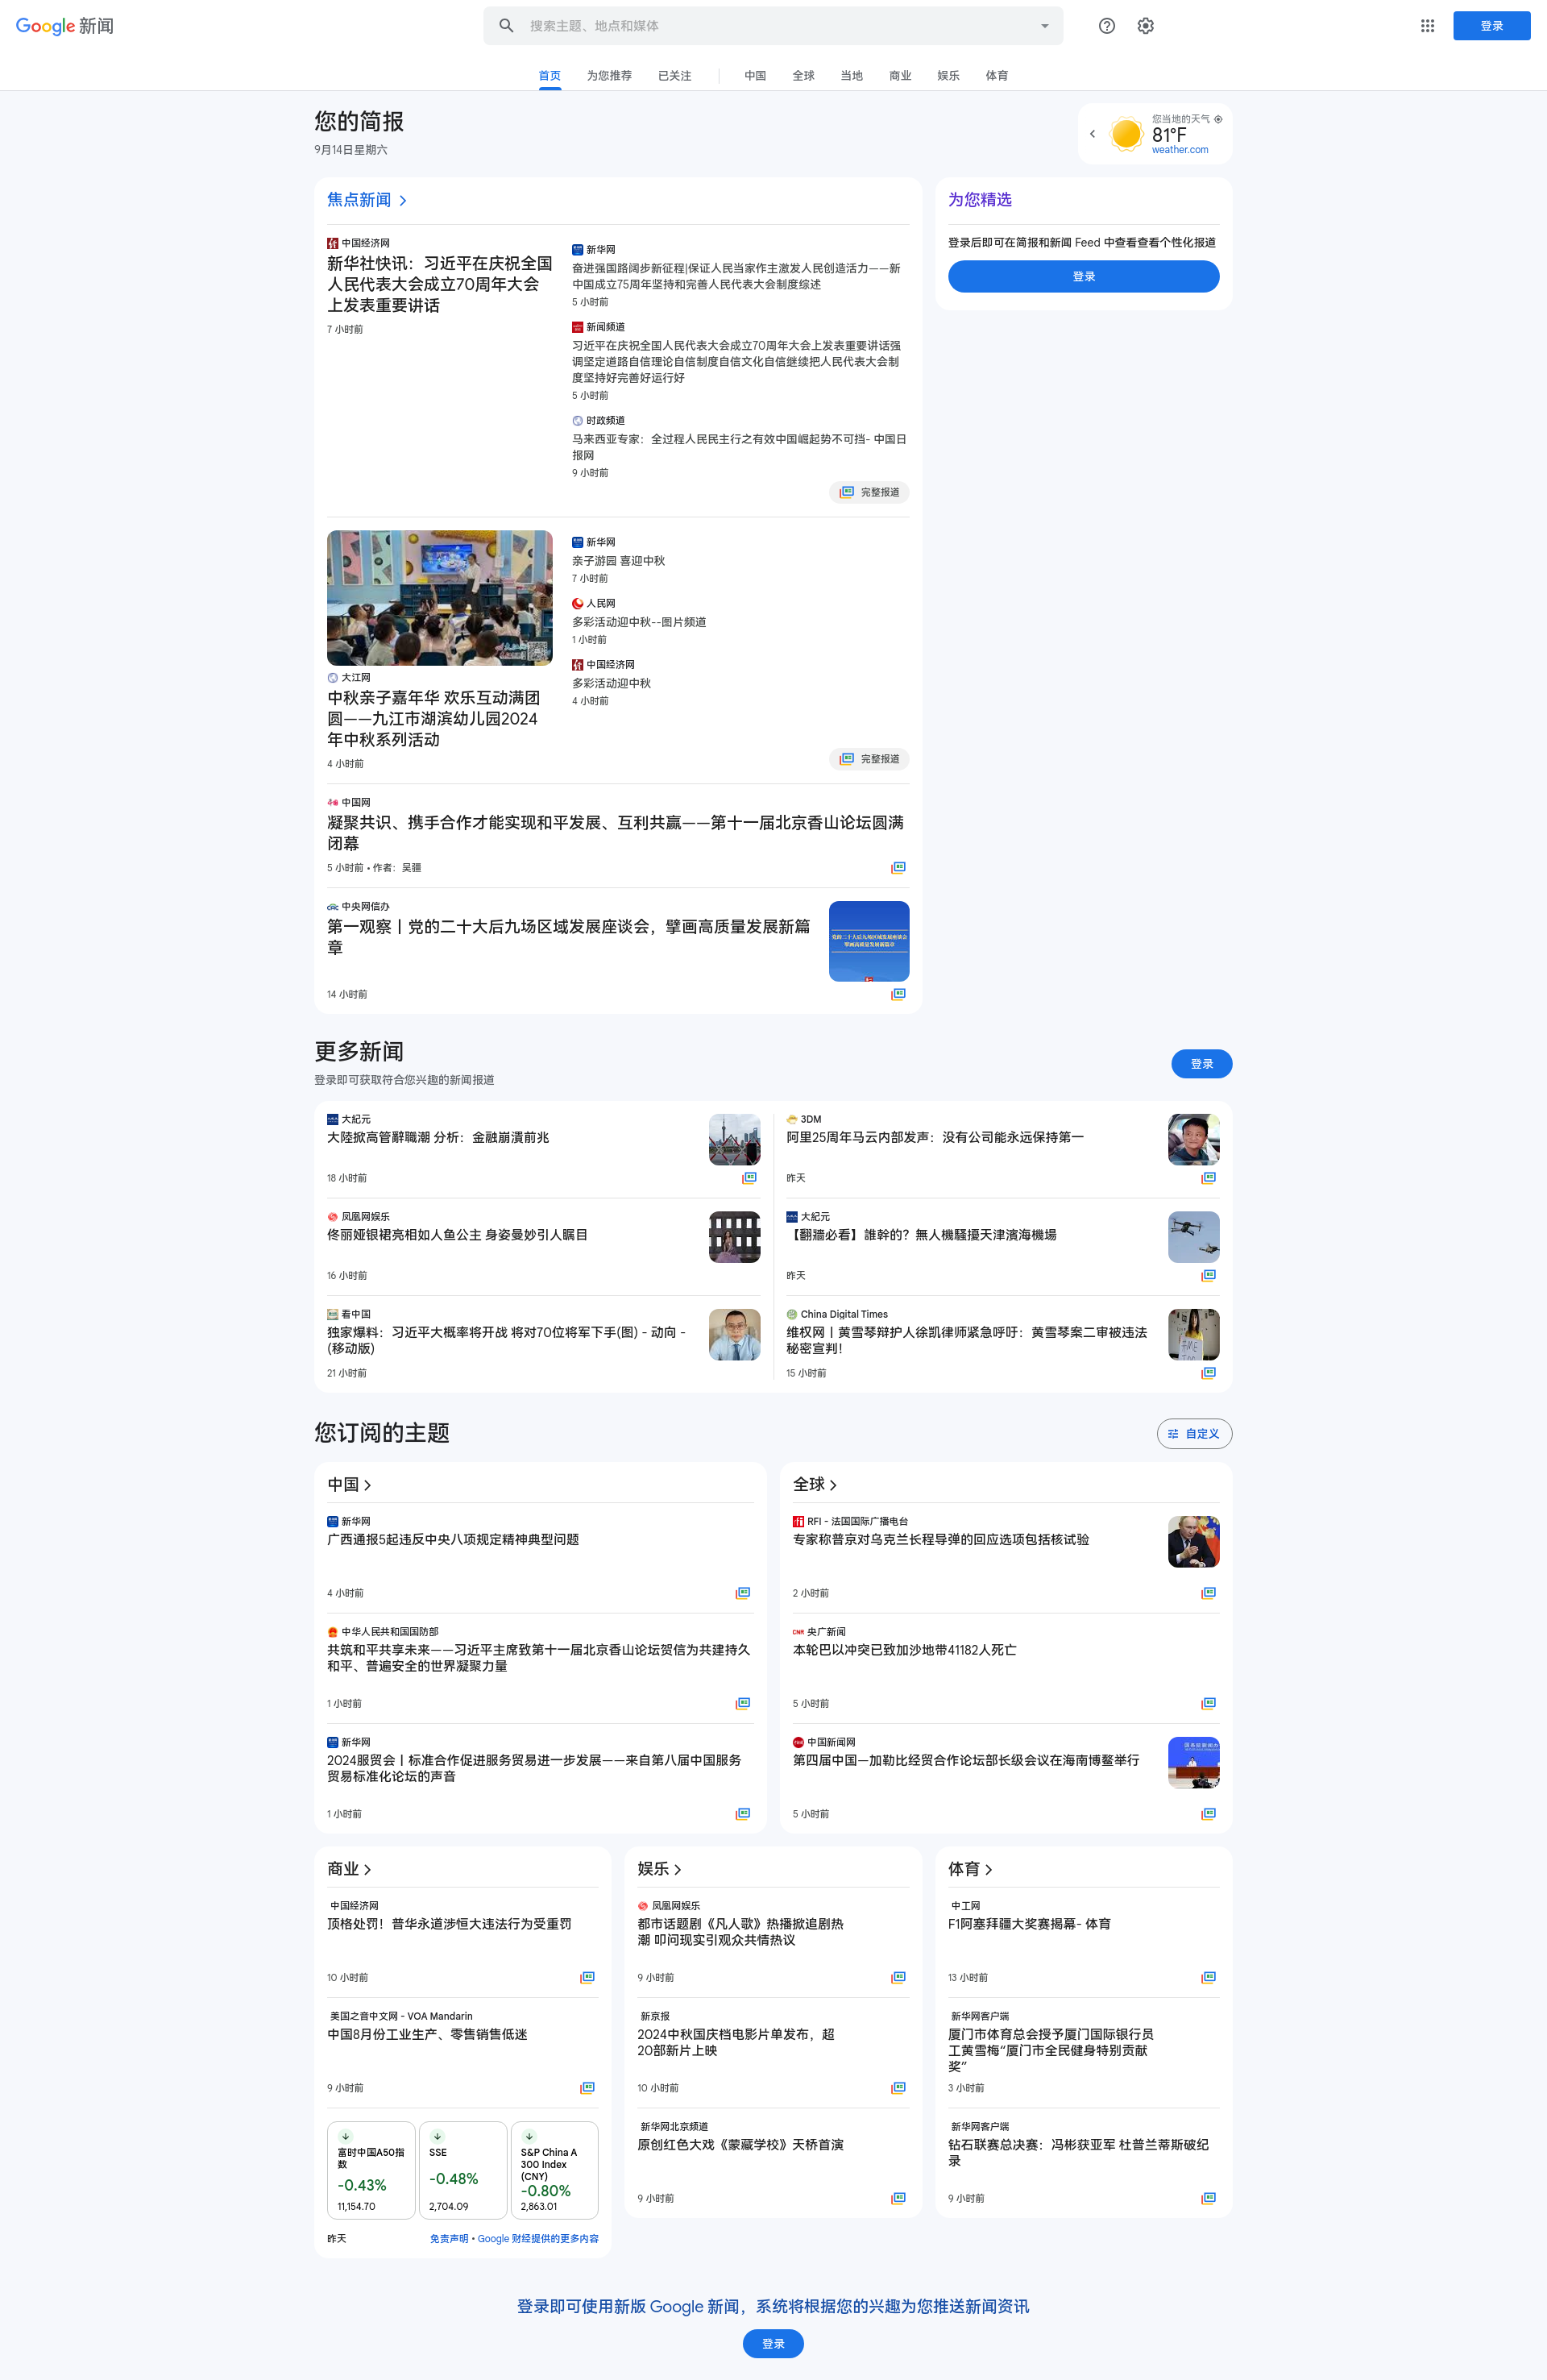 Google 新闻
搜索主题、地点和媒体
登录
首页
为您推荐
已关注
中国
全球
当地
商业
娱乐
体育
您的简报
9月14日星期六
您当地的天气
81°F
weather.com
焦点新闻
中国经济网
新华社快讯：习近平在庆祝全国
人民代表大会成立70周年大会
上发表重要讲话
7 小时前
新华网
奋进强国路阔步新征程|保证人民当家作主激发人民创造活力——新
中国成立75周年坚持和完善人民代表大会制度综述
5 小时前
新闻频道
习近平在庆祝全国人民代表大会成立70周年大会上发表重要讲话强
调坚定道路自信理论自信制度自信文化自信继续把人民代表大会制
度坚持好完善好运行好
5 小时前
时政频道
马来西亚专家：全过程人民民主行之有效中国崛起势不可挡- 中国日
报网
9 小时前
完整报道
为您精选
登录后即可在简报和新闻 Feed 中查看查看个性化报道
登录
大江网
中秋亲子嘉年华 欢乐互动满团
圆——九江市湖滨幼儿园2024
年中秋系列活动
4 小时前
新华网
亲子游园 喜迎中秋
7 小时前
人民网
多彩活动迎中秋--图片频道
1 小时前
中国经济网
多彩活动迎中秋
4 小时前
完整报道
中国网
凝聚共识、携手合作才能实现和平发展、互利共赢——第十一届北京香山论坛圆满
闭幕
5 小时前 • 作者：吴疆
中央网信办
第一观察丨党的二十大后九场区域发展座谈会，擘画高质量发展新篇
章
14 小时前
党的二十大后九场区域发展座谈会
擘画高质量发展新篇章
更多新闻
登录即可获取符合您兴趣的新闻报道
登录
大紀元
大陸掀高管辭職潮 分析：金融崩潰前兆
18 小时前
3DM
阿里25周年马云内部发声：没有公司能永远保持第一
昨天
凤凰网娱乐
佟丽娅银裙亮相如人鱼公主 身姿曼妙引人瞩目
16 小时前
大紀元
【翻牆必看】誰幹的？無人機騷擾天津濱海機場
昨天
看中国
独家爆料：习近平大概率将开战 将对70位将军下手(图) - 动向 -
(移动版)
21 小时前
China Digital Times
维权网丨黄雪琴辩护人徐凯律师紧急呼吁：黄雪琴案二审被违法
秘密宣判！
15 小时前
您订阅的主题
自定义
中国
新华网
广西通报5起违反中央八项规定精神典型问题
4 小时前
中华人民共和国国防部
共筑和平共享未来——习近平主席致第十一届北京香山论坛贺信为共建持久
和平、普遍安全的世界凝聚力量
1 小时前
新华网
2024服贸会丨标准合作促进服务贸易进一步发展——来自第八届中国服务
贸易标准化论坛的声音
1 小时前
全球
RFI - 法国国际广播电台
专家称普京对乌克兰长程导弹的回应选项包括核试验
2 小时前
央广新闻
本轮巴以冲突已致加沙地带41182人死亡
5 小时前
中国新闻网
第四届中国—加勒比经贸合作论坛部长级会议在海南博鳌举行
5 小时前
商业
中国经济网
顶格处罚！普华永道涉恒大违法行为受重罚
10 小时前
美国之音中文网 - VOA Mandarin
中国8月份工业生产、零售销售低迷
9 小时前
富时中国A50指
数
-0.43%
11,154.70
SSE
-0.48%
2,704.09
S&P China A
300 Index
(CNY)
-0.80%
2,863.01
昨天
免责声明 • Google 财经提供的更多内容
娱乐
凤凰网娱乐
都市话题剧《凡人歌》热播掀追剧热
潮 叩问现实引观众共情热议
9 小时前
新京报
2024中秋国庆档电影片单发布，超
20部新片上映
10 小时前
新华网北京频道
原创红色大戏《蒙藏学校》天桥首演
9 小时前
体育
中工网
F1阿塞拜疆大奖赛揭幕- 体育
13 小时前
新华网客户端
厦门市体育总会授予厦门国际银行员
工黄雪梅“厦门市全民健身特别贡献
奖”
3 小时前
新华网客户端
钻石联赛总决赛：冯彬获亚军 杜普兰蒂斯破纪
录
9 小时前
登录即可使用新版 Google 新闻，系统将根据您的兴趣为您推送新闻资讯
登录